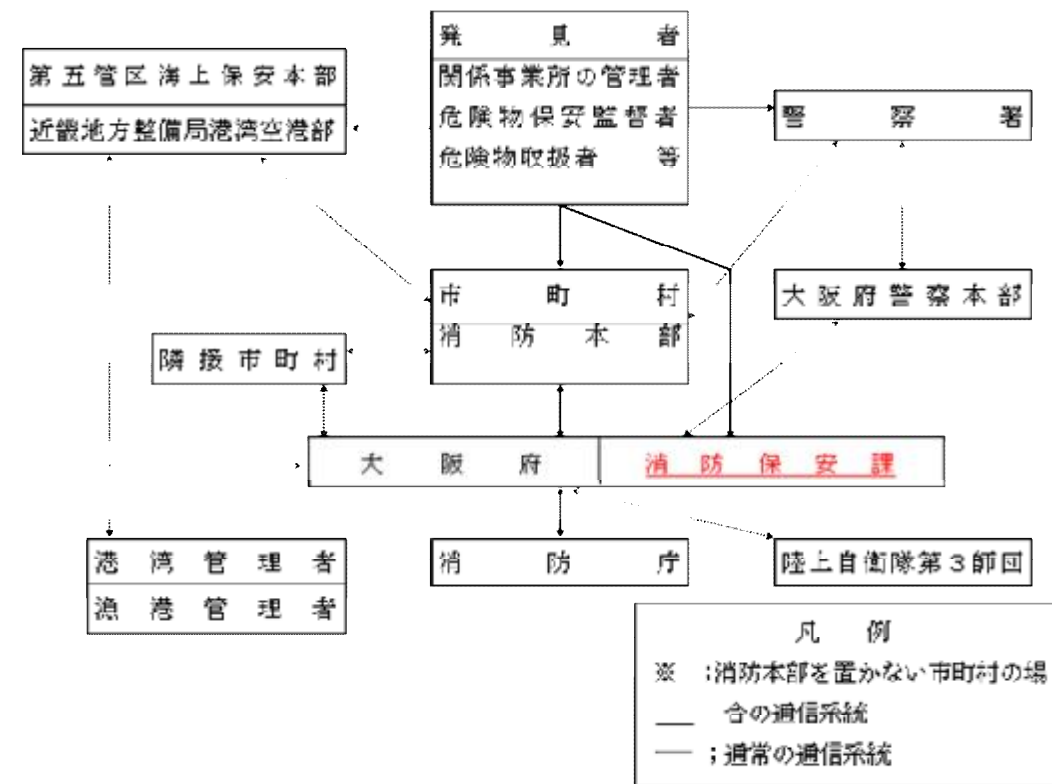 発見者
関係事業所の管理者
危険物保安監督者
危険物取扱者 等
第五管区海上保安本部
近畿地方整備局港湾空港部
警察署
市町村
消防本部
大阪府警察本部
隣接市町村
大阪府
消防保安課
港湾管理者
漁港管理者
消防庁
陸上自衛隊第3師団
凡例
※ :消防本部を置かない市町村の場
合の通信系統
;通常の通信系統